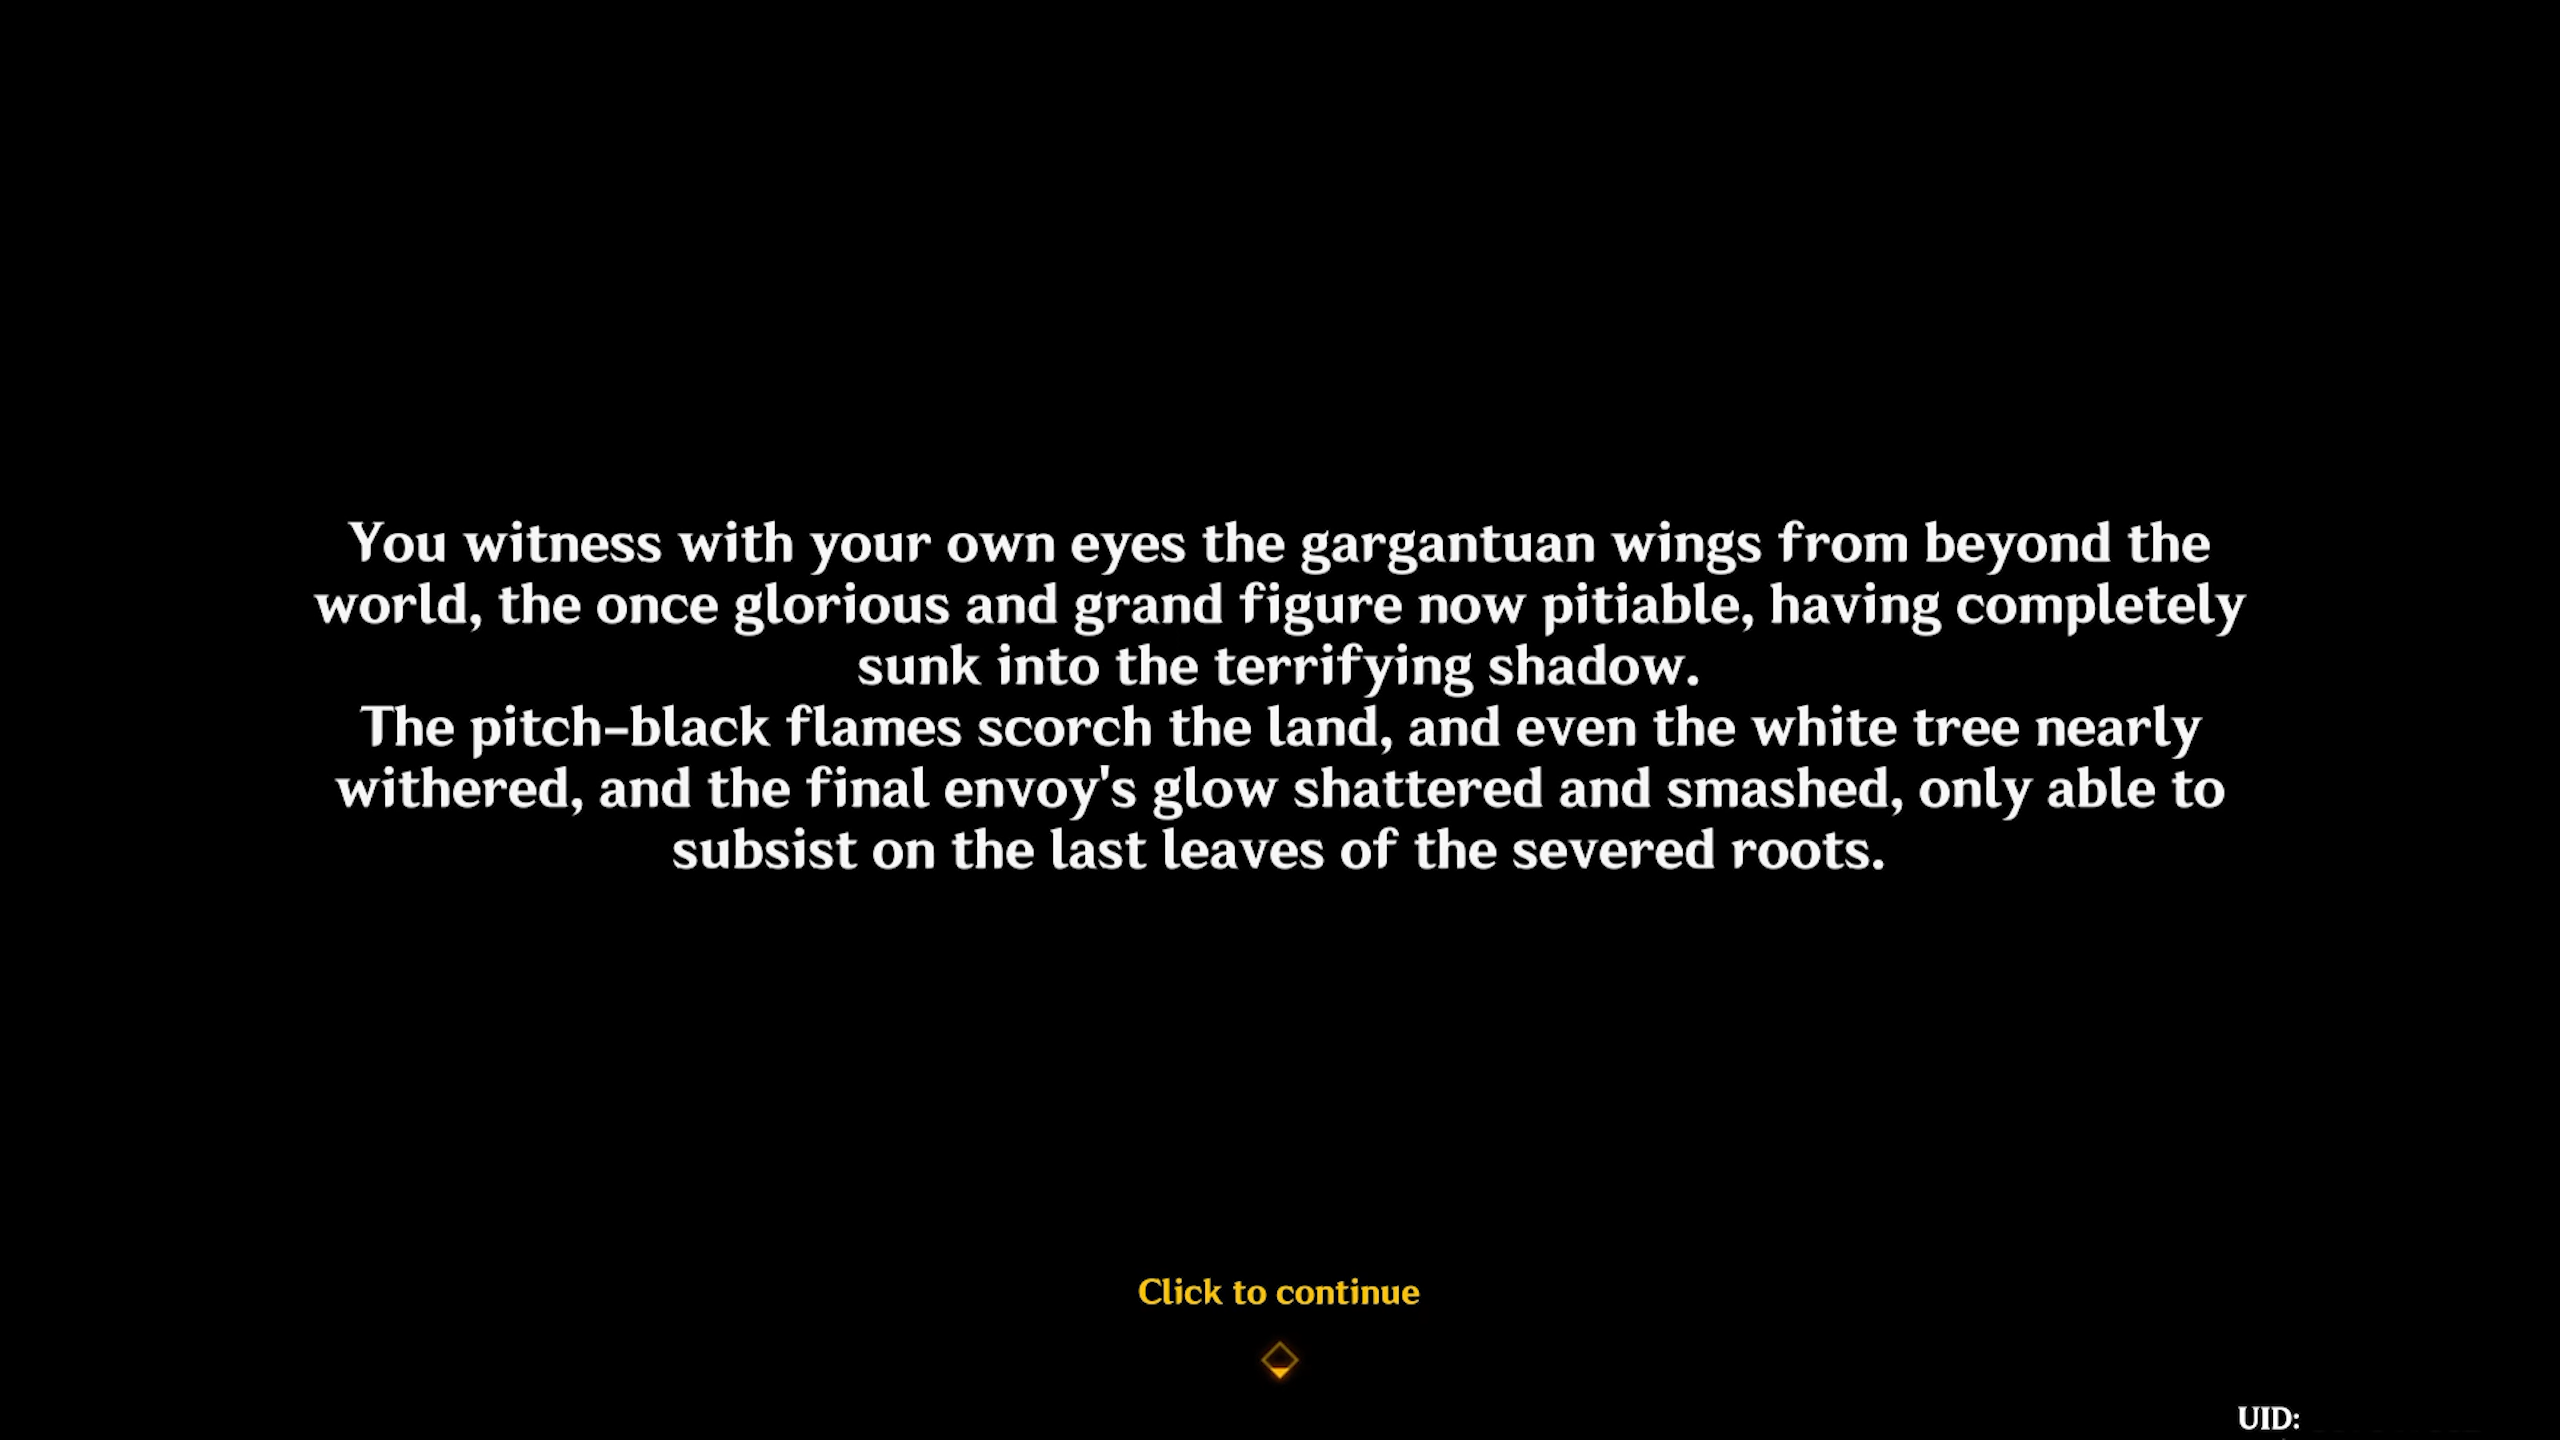 You witness with your own eyes the gargantuan wings from beyond the
world, the once glorious and grand figure now pitiable, having completely
sunk into the terrifying shadow.
The pitch-black flames scorch the land, and even the white tree nearly
withered, and the final envoy's glow shattered and smashed, only able to
subsist on the last leaves of the severed roots.
Click to continue
UID: